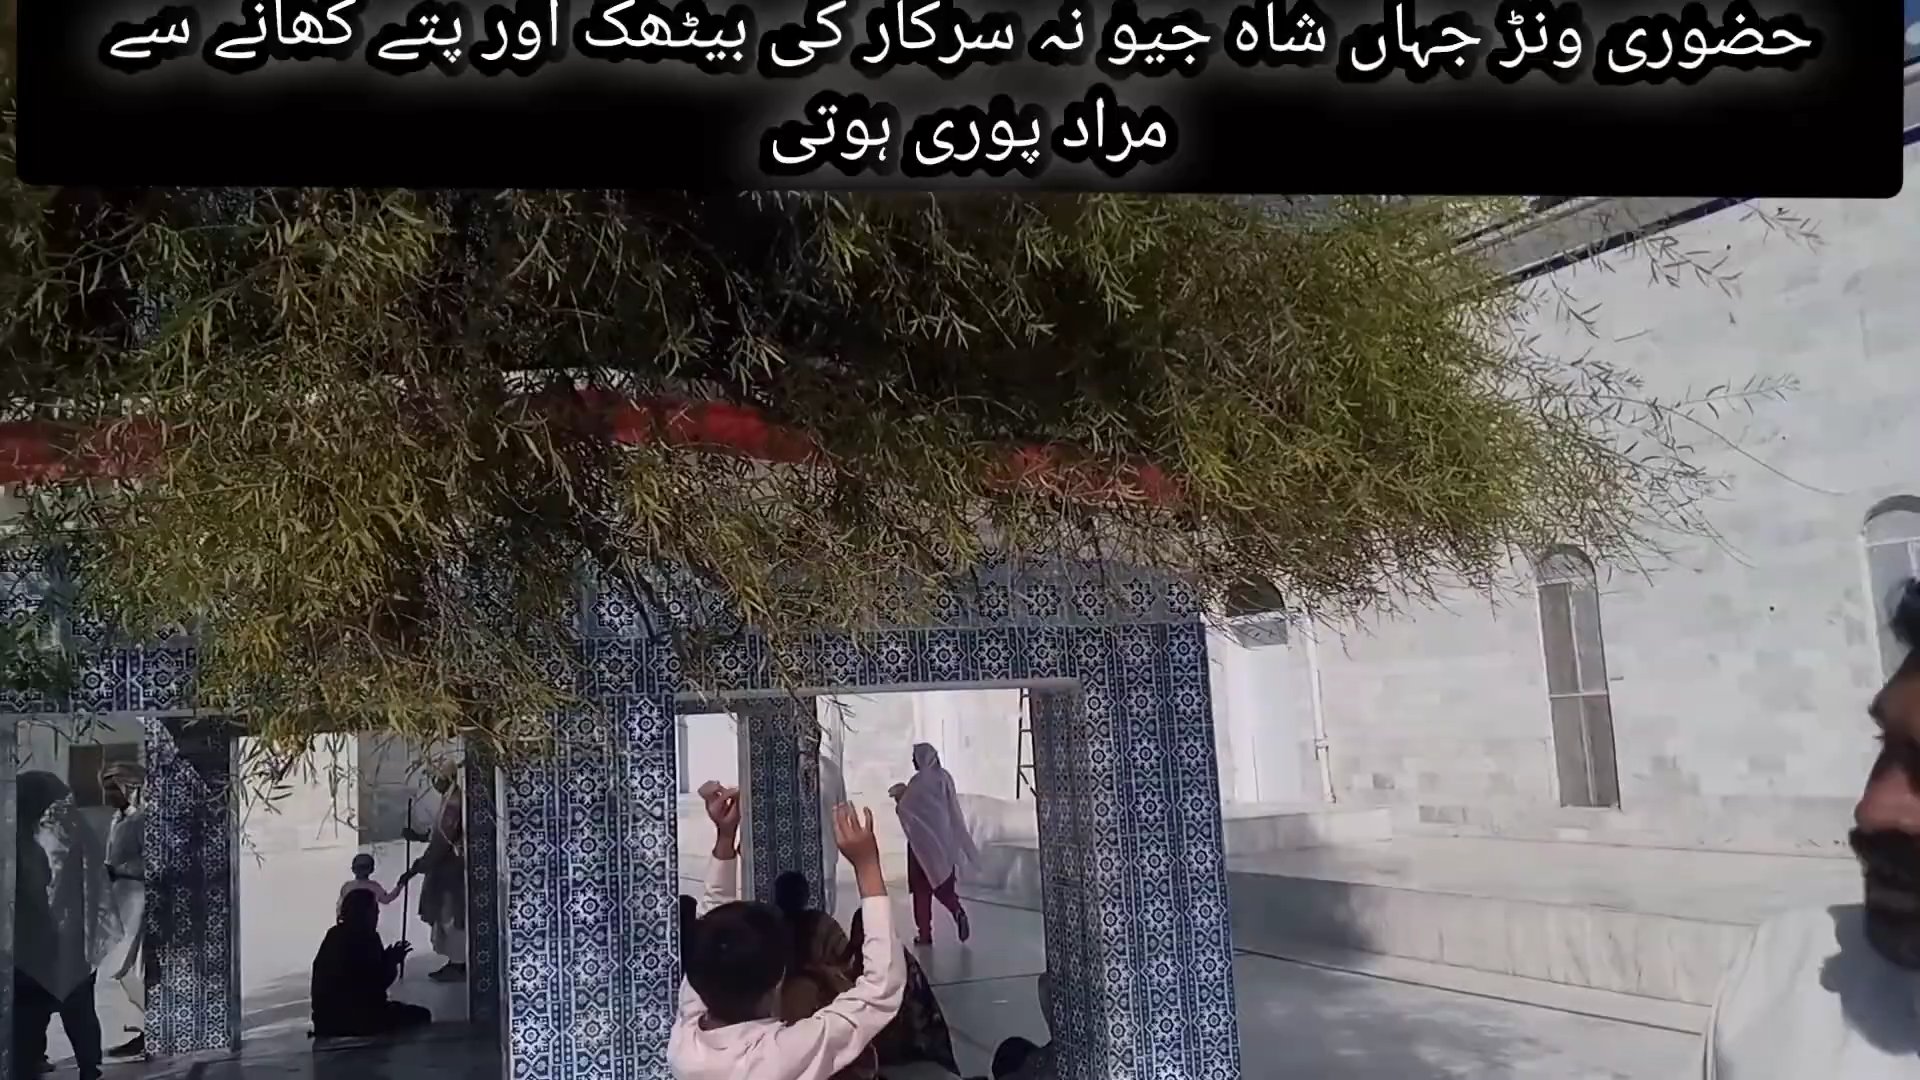 حضوری ونڑ جہاں شاہ جیو نہ سرکار کی بیٹھک اور پتے کھانے سے
مراد پوری ہوتی